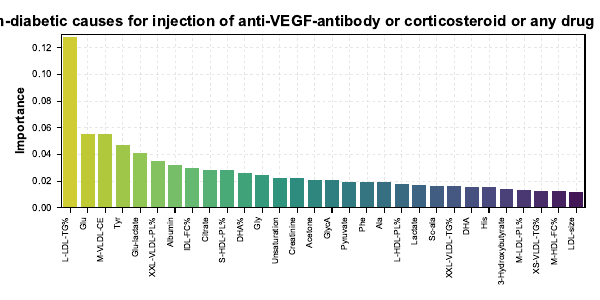 n-diabetic causes for injection of anti-VEGF-antibody or corticosteroid or any drug
Importance
0.12
0.10
0.08
0.06
0.04
0.02
0.00
L-LDL-TG%
Glu
M-VLDL-CE
Tyr
Glu-lactate
XXL-VLDL-PL%
Albumin
IDL-FC%
Citrate
S-HDL-PL%
DHA%
Gly
Unsaturation
Creatinine
Acetone
GlycA
Pyruvate
Phe
Ala
L-HDL-PL%
Lactate
Sc-ala
XXL-VLDL-TG%
DHA
His
3-Hydroxybutyrate
M-LDL-PL%
XS-VLDL-TG%
M-HDL-FC%
LDL-size